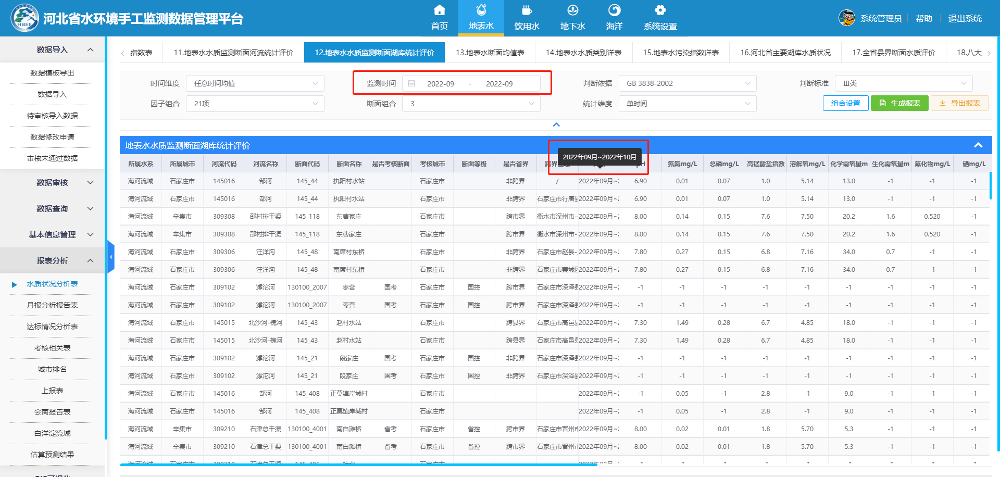 河北省水环境手工监测数据管理平台
首页 地表水 饮用水 地下水 海洋 系统设置
系统管理员 帮助 退出系统
HBEE
数据导入
数据模板导出
数据导入
待审核导入数据
数据修改申请
审核未通过数据
数据审核
数据查询
基本信息管理
报表分析
水质状况分析表
月报分析报告表
达标情况分析表
考核相关表
城市排名
上报表
会商报告表
白洋淀流域
估算预测结果
指数表 11.地表水水质监测断面河流统计评价 12.地表水水质监测断面湖库统计评价 13.地表水断面均值表 14.地表水水质类别详表 15.地表水污染指数详表 16.河北省主要湖库水质状况 17.全省县界断面水质评价 18.八大
时间维度 任意时间均值 监测时间 2022-09 - 2022-09 判断依据 GB 3838-2002 判断标准 Ⅲ类
因子组合 21项 断面组合 3 统计维度 单时间 组合设置 生成报表 导出报表
地表水水质监测断面湖库统计评价
2022年09月~2022年10月
所属水系 所属城市 河流代码 河流名称 断面代码 断面名称 是否考核断面 考核城市 断面等级 是否省界 pH 氨氮mg/L 总磷mg/L 高锰酸盐指数 溶解氧mg/L 化学需氧量m 生化需氧量m 氟化物mg/L 硒mg/L
海河流域 石家庄市 145016 郜河 145_44 执阳村水站 石家庄市 非跨界 / 2022年09月~2 6.90 0.01 0.07 1.0 5.14 13.0 -1 -1 -1
海河流域 石家庄市 145016 郜河 145_44 执阳村水站 石家庄市 非跨界 石家庄市行唐县 2022年09月~2 6.90 0.01 0.07 1.0 5.14 13.0 -1 -1 -1
海河流域 辛集市 309308 邵村排干渠 145_118 东曹家庄 石家庄市 跨市界 衡水市深州市- 2022年09月~2 8.00 0.14 0.15 7.6 7.50 20.2 1.6 0.520 -1
海河流域 辛集市 309308 邵村排干渠 145_118 东曹家庄 石家庄市 跨市界 衡水市深州市- 2022年09月~2 8.00 0.14 0.15 7.6 7.50 20.2 1.6 0.520 -1
海河流域 石家庄市 309306 汪洋沟 145_48 南席村东桥 石家庄市 非跨界 石家庄市赵县- 2022年09月~2 7.80 0.27 0.15 6.8 7.16 34.0 0.7 -1 -1
海河流域 石家庄市 309306 汪洋沟 145_48 南席村东桥 石家庄市 非跨界 石家庄市藁城区 2022年09月~2 7.80 0.27 0.15 6.8 7.16 34.0 0.7 -1 -1
海河流域 石家庄市 309102 滹沱河 130100_2007 枣营 国考 石家庄市 国控 跨市界 石家庄市深泽县 2022年09月~2 -1 -1 -1 -1 -1 -1 -1 -1 -1
海河流域 石家庄市 309102 滹沱河 130100_2007 枣营 国考 石家庄市 国控 跨市界 石家庄市深泽县 2022年09月~2 -1 -1 -1 -1 -1 -1 -1 -1 -1
海河流域 石家庄市 145015 北沙河-槐河 145_43 赵村水站 石家庄市 跨县界 石家庄市高邑县 2022年09月~2 7.30 1.49 0.28 6.7 4.85 18.0 -1 -1 -1
海河流域 石家庄市 145015 北沙河-槐河 145_43 赵村水站 石家庄市 跨县界 石家庄市高邑县 2022年09月~2 7.30 1.49 0.28 6.7 4.85 18.0 -1 -1 -1
海河流域 石家庄市 309102 滹沱河 145_21 段家庄 国考 石家庄市 国控 非跨界 石家庄市深泽县 2022年09月~2 -1 -1 -1 -1 -1 -1 -1 -1 -1
海河流域 石家庄市 309102 滹沱河 145_21 段家庄 国考 石家庄市 国控 非跨界 石家庄市深泽县 2022年09月~2 -1 -1 -1 -1 -1 -1 -1 -1 -1
海河流域 石家庄市 145016 郜河 145_408 正莫镇岸城村 石家庄市 2022年09月~2 -1 0.05 -1 2.8 -1 9.0 -1 -1 -1
海河流域 石家庄市 145016 郜河 145_408 正莫镇岸城村 石家庄市 2022年09月~2 -1 0.05 -1 2.8 -1 9.0 -1 -1 -1
海河流域 辛集市 309210 石津总干渠 130100_4001 南白滩桥 省考 石家庄市 省控 跨市界 石家庄市晋州市 2022年09月~2 8.00 0.02 0.01 1.8 5.70 5.3 -1 -1 -1
海河流域 辛集市 309210 石津总干渠 130100_4001 南白滩桥 省考 石家庄市 省控 跨市界 石家庄市晋州市 2022年09月~2 8.00 0.02 0.01 1.8 5.70 5.3 -1 -1 -1